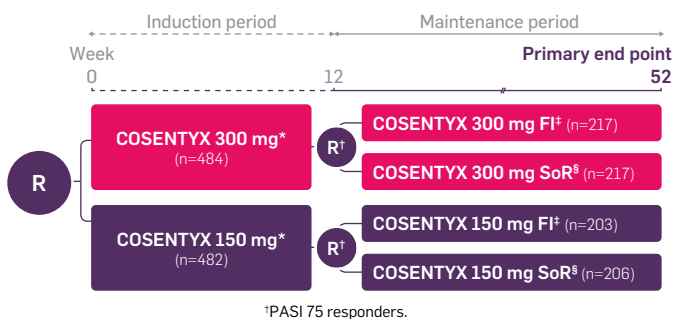 Induction period
Maintenance period
Week
Primary end point
0
12
52
COSENTYX 300 mg*
(n=484)
COSENTYX 300 mg FI‡ (n=217)
R†
COSENTYX 300 mg SoR§ (n=217)
R
COSENTYX 150 mg*
(n=482)
COSENTYX 150 mg FI‡ (n=203)
R†
COSENTYX 150 mg SoR§ (n=206)
†PASI 75 responders.